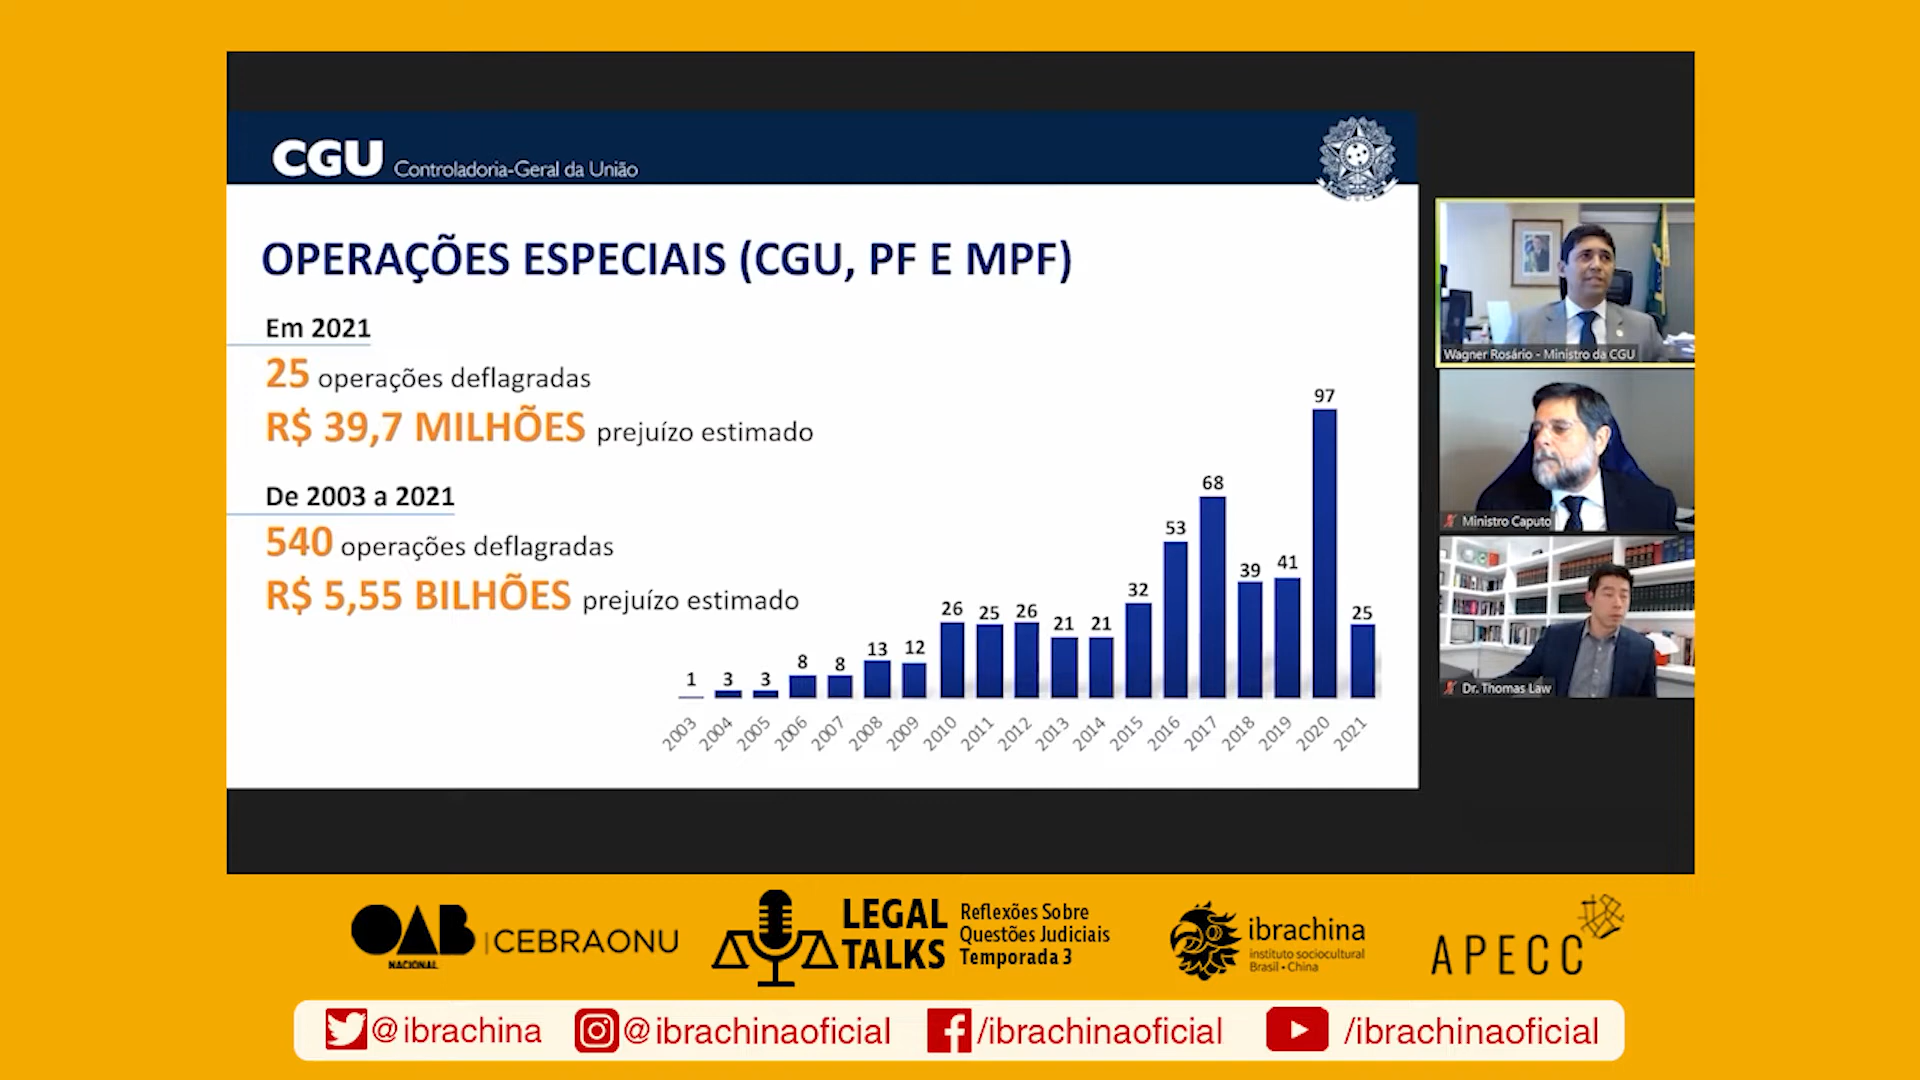 CGU Controladoria-Geral da União
OPERAÇÕES ESPECIAIS (CGU, PF E MPF)
Em 2021
25 operações deflagradas
R$ 39,7 MILHÕES prejuízo estimado
De 2003 a 2021
540 operações deflagradas
R$ 5,55 BILHÕES prejuízo estimado
1 3 3 8 8 13 12 26 25 26 21 21 32 53 68 39 41 97 25
2003 2004 2005 2006 2007 2008 2009 2010 2011 2012 2013 2014 2015 2016 2017 2018 2019 2020 2021
Wagner Rosário - Ministro da CGU
Ministro Caputo
Dr. Thomas Law
OAB
NACIONAL
CEBRAONU
LEGAL
TALKS
Reflexões Sobre
Questões Judiciais
Temporada 3
ibrachina
instituto sociocultural
Brasil • China
APECC
@ibrachina
@ibrachinaoficial
/ibrachinaoficial
/ibrachinaoficial